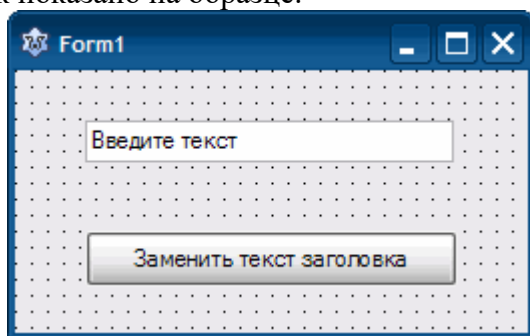 к показано на образце.
Form1
Введите текст
Заменить текст заголовка